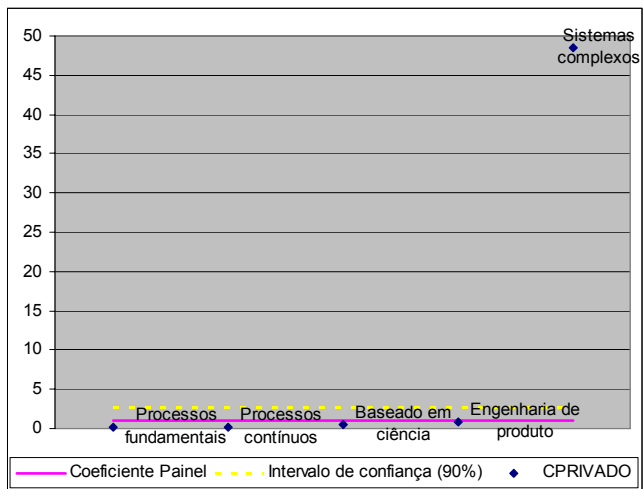 50
45
40
35
30
25
20
15
10
5
0
Sistemas
complexos
Processos
fundamentais
Processos
contínuos
Baseado em
ciência
Engenharia de
produto
Coeficiente Painel
Intervalo de confiança (90%)
CPRIVADO